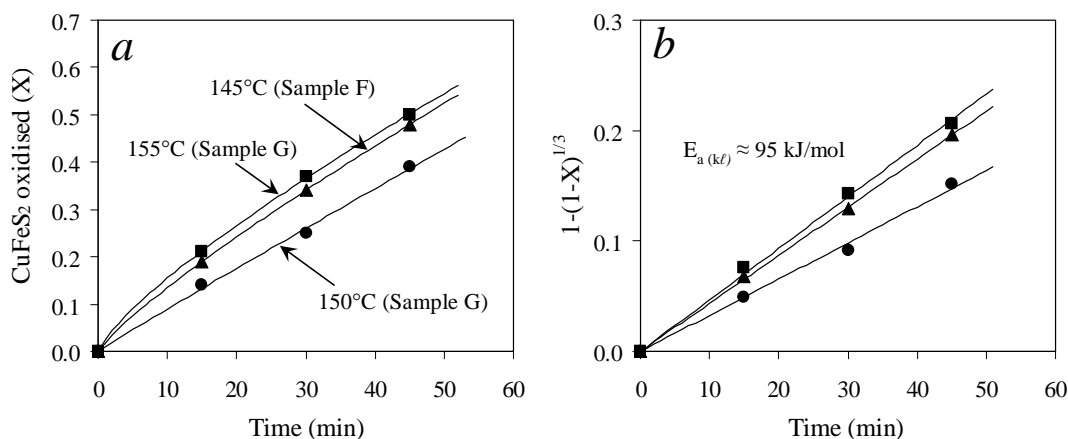 a
0.7
0.6
0.5
0.4
0.3
0.2
0.1
0.0
CuFeS₂ oxidised (X)
145°C (Sample F)
155°C (Sample G)
150°C (Sample G)
0 10 20 30 40 50 60
Time (min)
b
0.3
0.2
0.1
0.0
1-(1-X)^1/3
Eₐ (kℓ) ≈ 95 kJ/mol
0 10 20 30 40 50 60
Time (min)